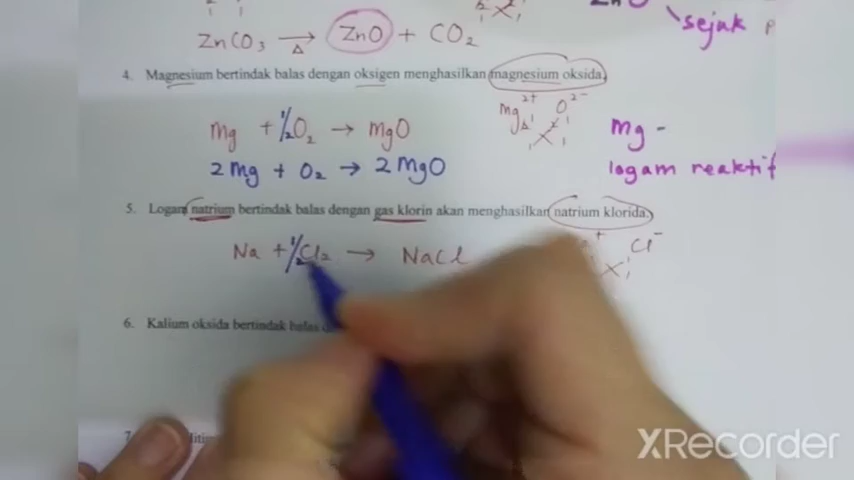 ZnO
sejak
ZnCO₃ →Δ ZnO + CO₂
4. Magnesium bertindak balas dengan oksigen menghasilkan magnesium oksida.
Mg²⁺ O²⁻
Mg + ½O₂ → MgO
Mg -
2Mg + O₂ → 2MgO
logam reaktif
5. Logam natrium bertindak balas dengan gas klorin akan menghasilkan natrium klorida.
Na + ½Cl₂ → NaCl
+ Cl⁻
6. Kalium oksida bertindak balas
7.
XRecorder